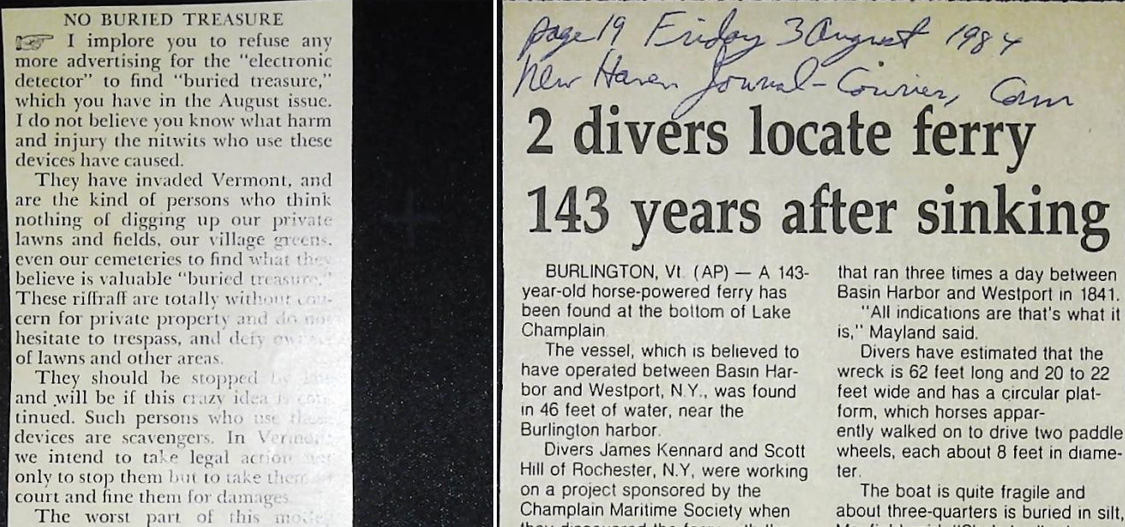 NO BURIED TREASURE
☞ I implore you to refuse any
more advertising for the "electronic
detector" to find "buried treasure,"
which you have in the August issue.
I do not believe you know what harm
and injury the nitwits who use these
devices have caused.
They have invaded Vermont, and
are the kind of persons who think
nothing of digging up our private
lawns and fields, our village greens,
even our cemeteries to find what they
believe is valuable "buried treasure."
These riffraff are totally without con-
cern for private property and do not
hesitate to trespass, and defy owners
of lawns and other areas.
They should be stopped by law
and will be if this crazy idea is con-
tinued. Such persons who use these
devices are scavengers. In Vermont,
we intend to take legal action not
only to stop them but to take them to
court and fine them for damages.
The worst part of this
page 19 Friday 3 August 1984
New Haven Journal-Courier, Conn
2 divers locate ferry
143 years after sinking
BURLINGTON, Vt. (AP) — A 143-
year-old horse-powered ferry has
been found at the bottom of Lake
Champlain.
The vessel, which is believed to
have operated between Basin Har-
bor and Westport, N.Y., was found
in 46 feet of water, near the
Burlington harbor.
Divers James Kennard and Scott
Hill of Rochester, N.Y, were working
on a project sponsored by the
Champlain Maritime Society when
they discovered the ferry
that ran three times a day between
Basin Harbor and Westport in 1841.
"All indications are that's what it
is," Mayland said.
Divers have estimated that the
wreck is 62 feet long and 20 to 22
feet wide and has a circular plat-
form, which horses appar-
ently walked on to drive two paddle
wheels, each about 8 feet in diame-
ter.
The boat is quite fragile and
about three-quarters is buried in silt,